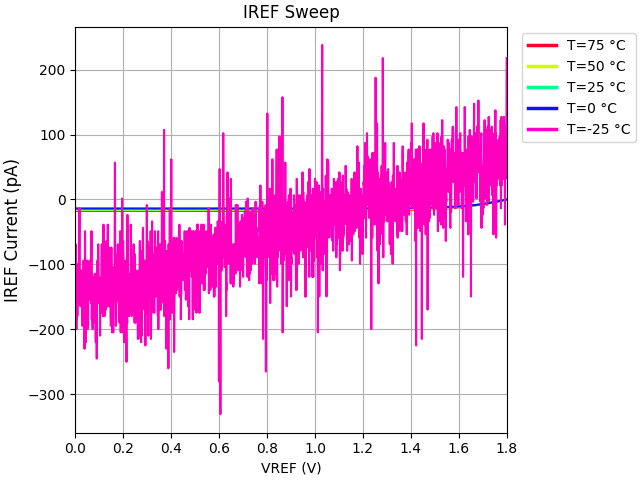 IREF Sweep
IREF Current (pA)
200
100
0
−100
−200
−300
0.0 0.2 0.4 0.6 0.8 1.0 1.2 1.4 1.6 1.8
VREF (V)
T=75 °C
T=50 °C
T=25 °C
T=0 °C
T=-25 °C